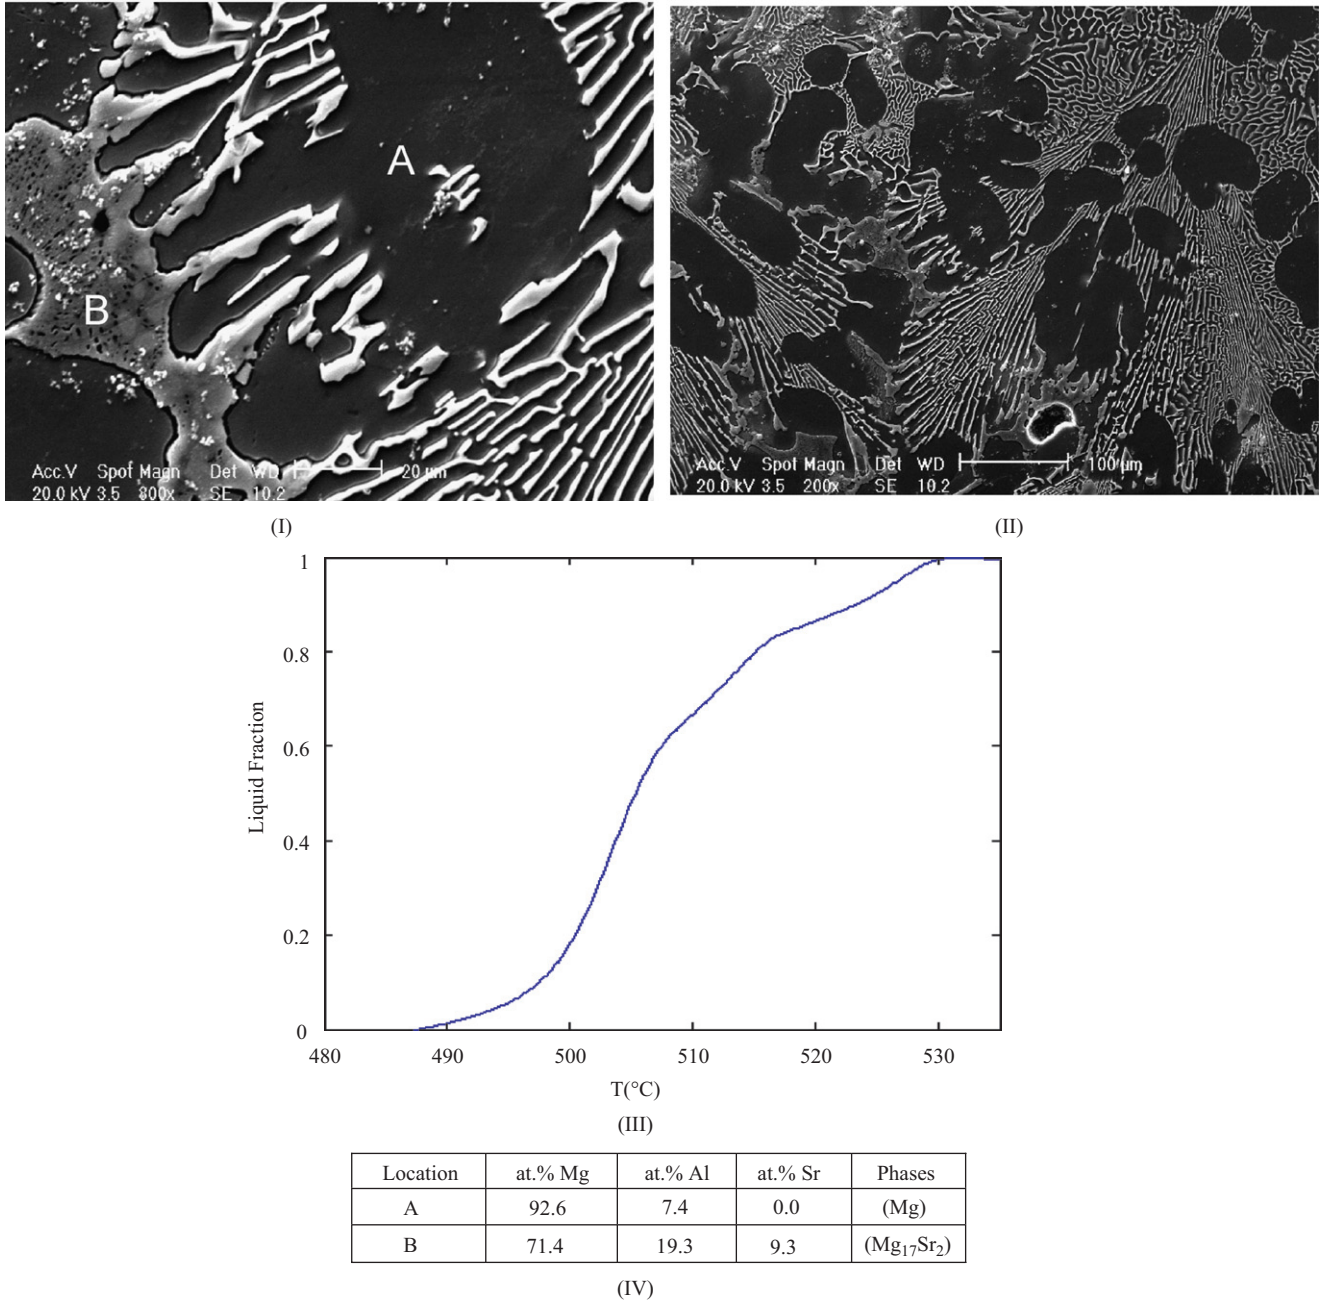 A
B
Acc.V Spot Magn Det WD 20 µm
20.0 kV 3.5 800x SE 10.2
(I)
Acc.V Spot Magn Det WD 100 µm
20.0 kV 3.5 200x SE 10.2
(II)
1
0.8
0.6
0.4
0.2
0
Liquid Fraction
480 490 500 510 520 530
T(°C)
(III)
Location at.% Mg at.% Al at.% Sr Phases
A 92.6 7.4 0.0 (Mg)
B 71.4 19.3 9.3 (Mg₁₇Sr₂)
(IV)